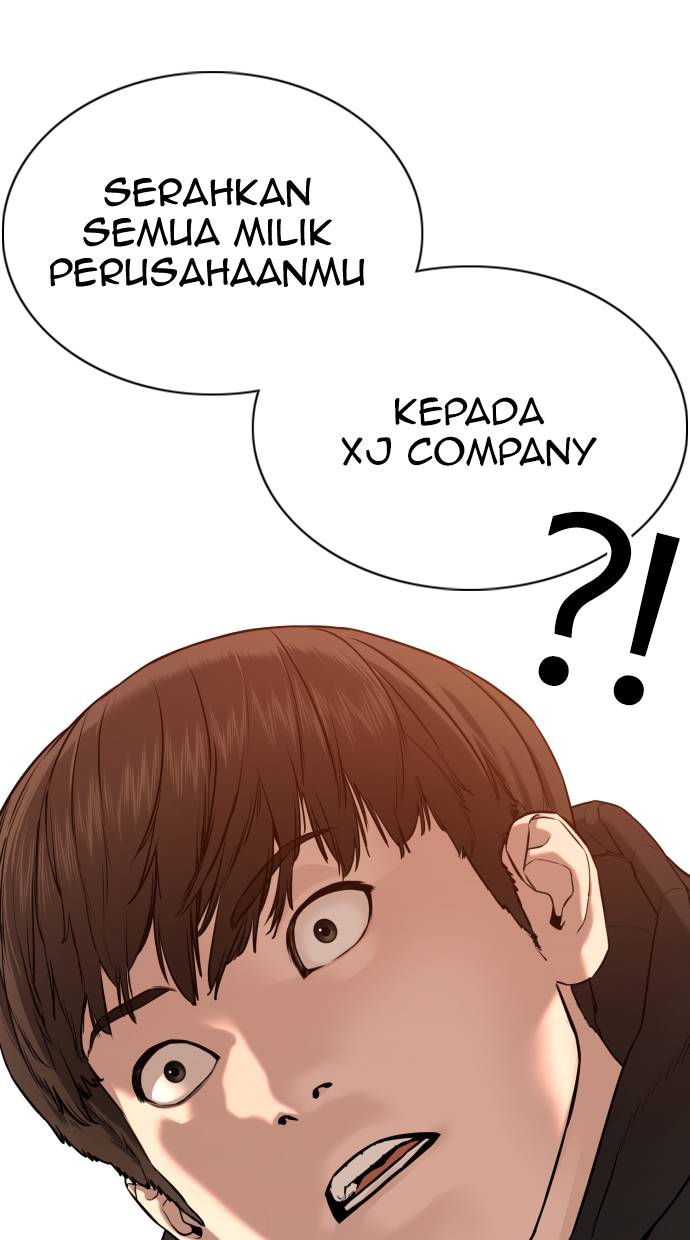 SERAHKAN
SEMUA MILIK
PERUSAHAANMU
KEPADA
XJ COMPANY
?!